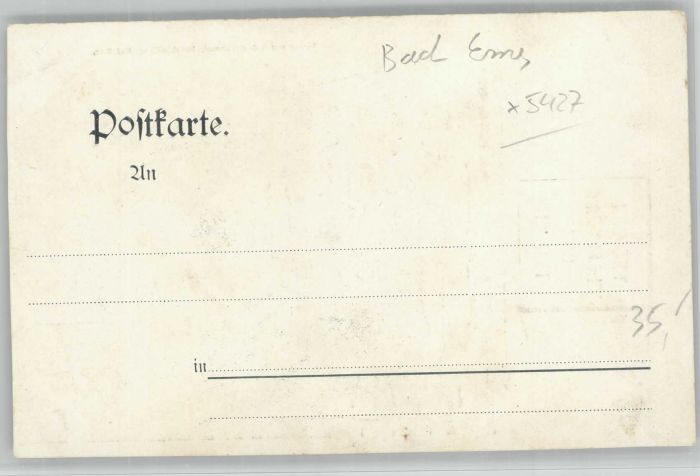 Bad Ems
x5427
Poſtkarte.
An
35,
in